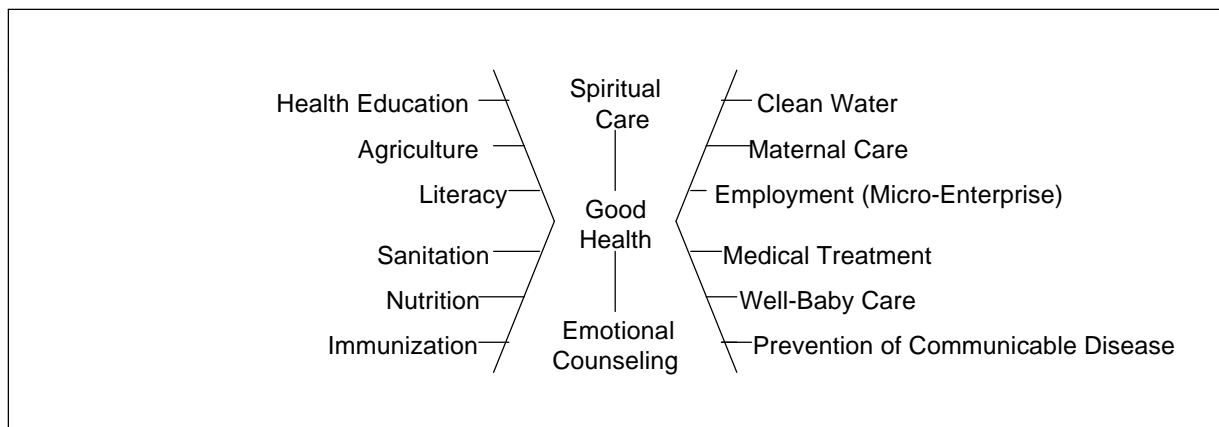 Health Education
Agriculture
Literacy
Sanitation
Nutrition
Immunization
Spiritual
Care
Good
Health
Emotional
Counseling
Clean Water
Maternal Care
Employment (Micro-Enterprise)
Medical Treatment
Well-Baby Care
Prevention of Communicable Disease